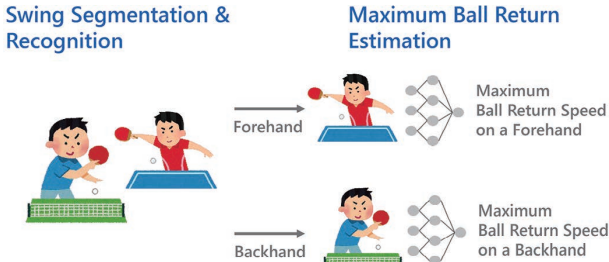 Swing Segmentation &
Recognition
Maximum Ball Return
Estimation
Forehand
Maximum
Ball Return Speed
on a Forehand
Backhand
Maximum
Ball Return Speed
on a Backhand